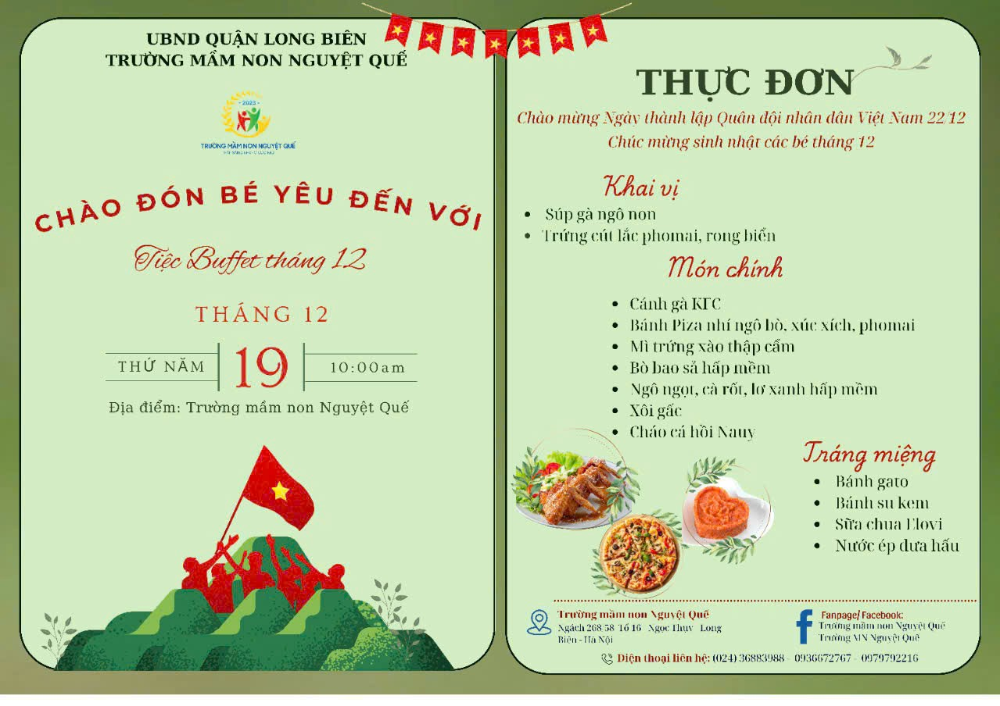 UBND QUẬN LONG BIÊN
TRƯỜNG MẦM NON NGUYỆT QUẾ
- 2023 -
TRƯỜNG MẦM NON NGUYỆT QUẾ
CHÀO ĐÓN BÉ YÊU ĐẾN VỚI
Tiệc Buffet tháng 12
THÁNG 12
THỨ NĂM 19 10:00am
Địa điểm: Trường mầm non Nguyệt Quế
THỰC ĐƠN
Chào mừng Ngày thành lập Quân đội nhân dân Việt Nam 22/12
Chúc mừng sinh nhật các bé tháng 12
Khai vị
• Súp gà ngô non
• Trứng cút lắc phomai, rong biển
Món chính
• Cánh gà KFC
• Bánh Piza nhí ngô bò, xúc xích, phomai
• Mì trứng xào thập cẩm
• Bò bao sả hấp mềm
• Ngô ngọt, cà rốt, lơ xanh hấp mềm
• Xôi gấc
• Cháo cá hồi Nauy
Tráng miệng
• Bánh gato
• Bánh su kem
• Sữa chua Elovi
• Nước ép dưa hấu
Trường mầm non Nguyệt Quế
Ngách 268/58 Tổ 16 Ngọc Thụy Long
Biên - Hà Nội
Fanpage/ Facebook:
Trường mầm non Nguyệt Quế
Trường MN Nguyệt Quế
Điện thoại liên hệ: (024) 36883988 - 0936672767 - 0979792216